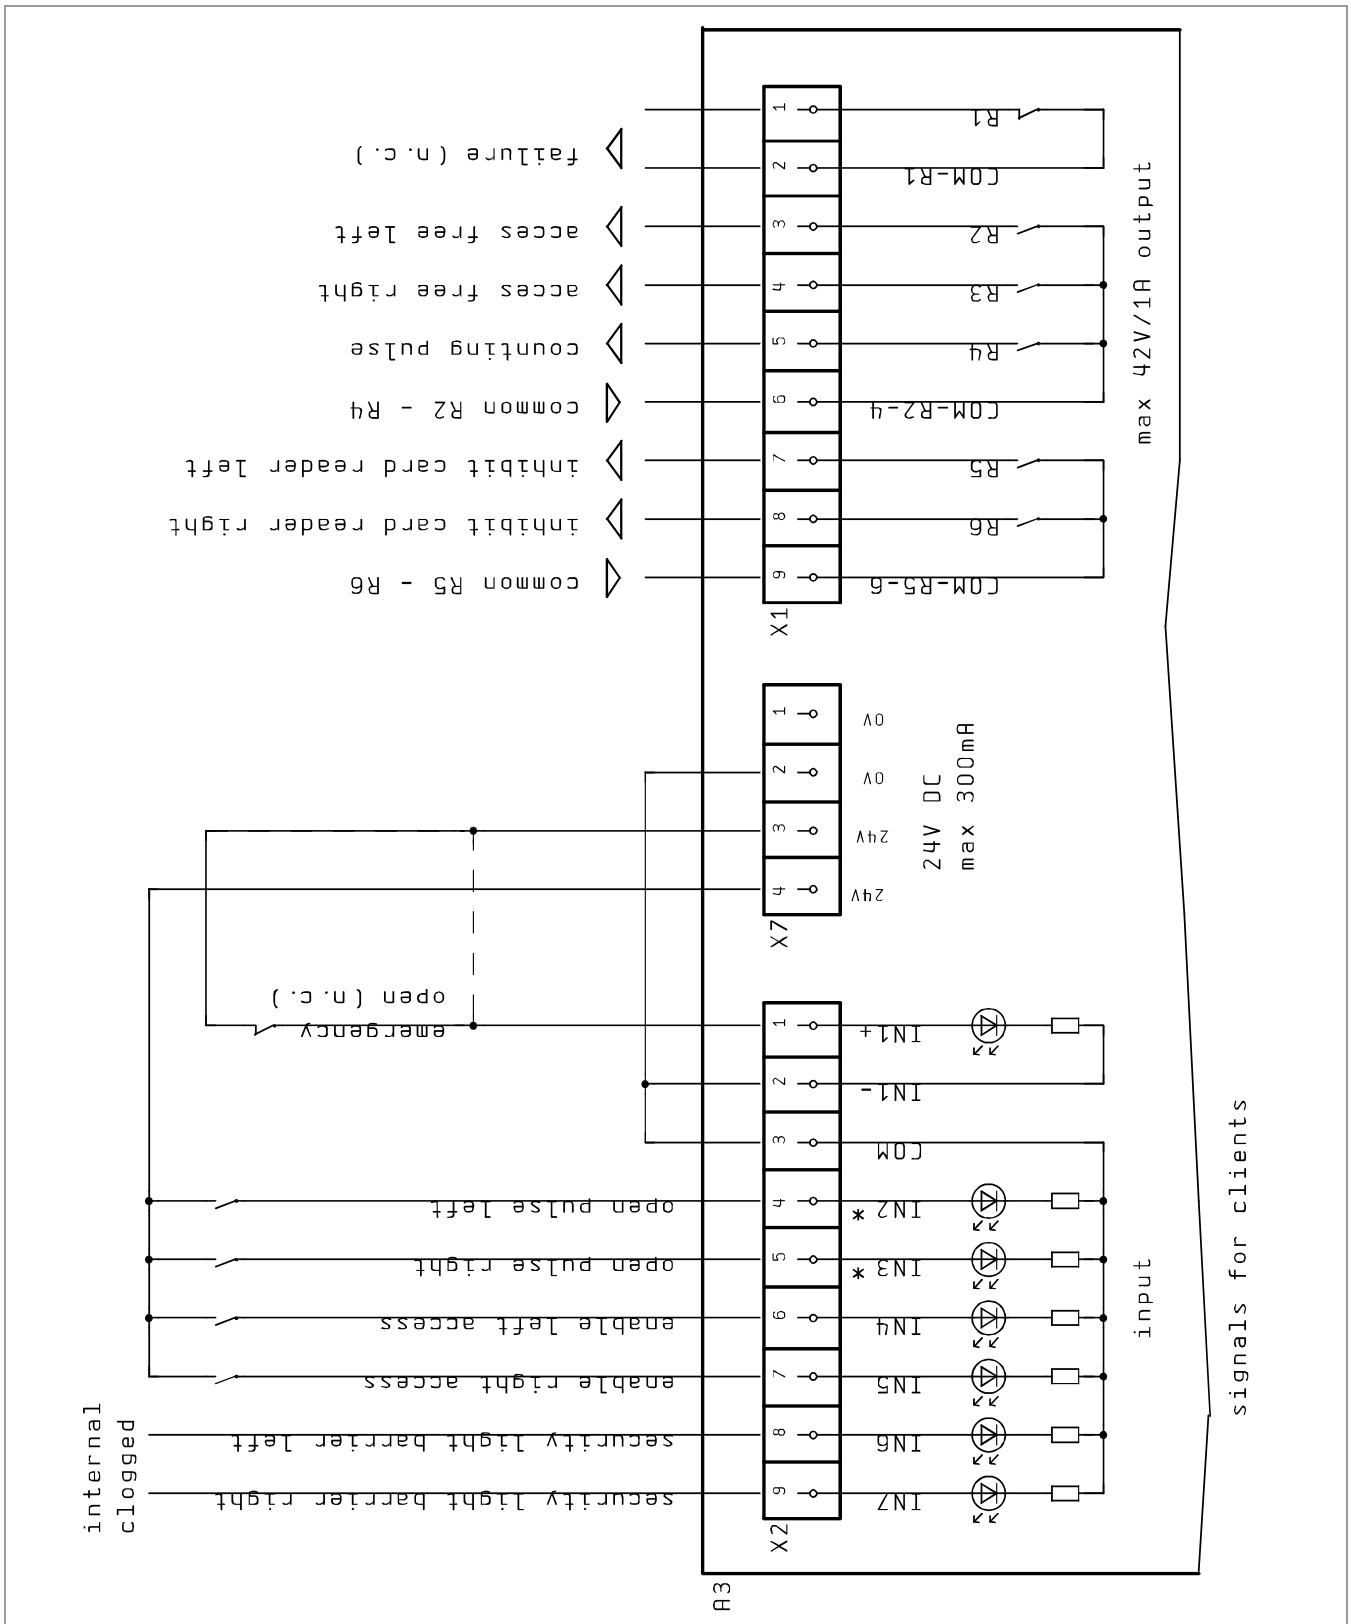 1
failure (n.c.)
R1
2
COM-R1
acces free left
3
R2
acces free right
4
R3
counting pulse
5
R4
common R2 - R4
6
COM-R2-4
inhibit card reader left
7
R5
inhibit card reader right
8
R6
common R5 - R6
9
COM-R5-6
X1
max 42V/1A output
1
0V
2
0V
3
24V
4
24V
X7
24V DC
max 300mA
emergency
open (n.c.)
1
IN1+
2
IN1-
3
COM
open pulse left
4
IN2 *
open pulse right
5
IN3 *
enable left access
6
IN4
enable right access
7
IN5
security light barrier left
8
IN6
security light barrier right
9
IN7
X2
internal
clogged
input
signals for clients
A3